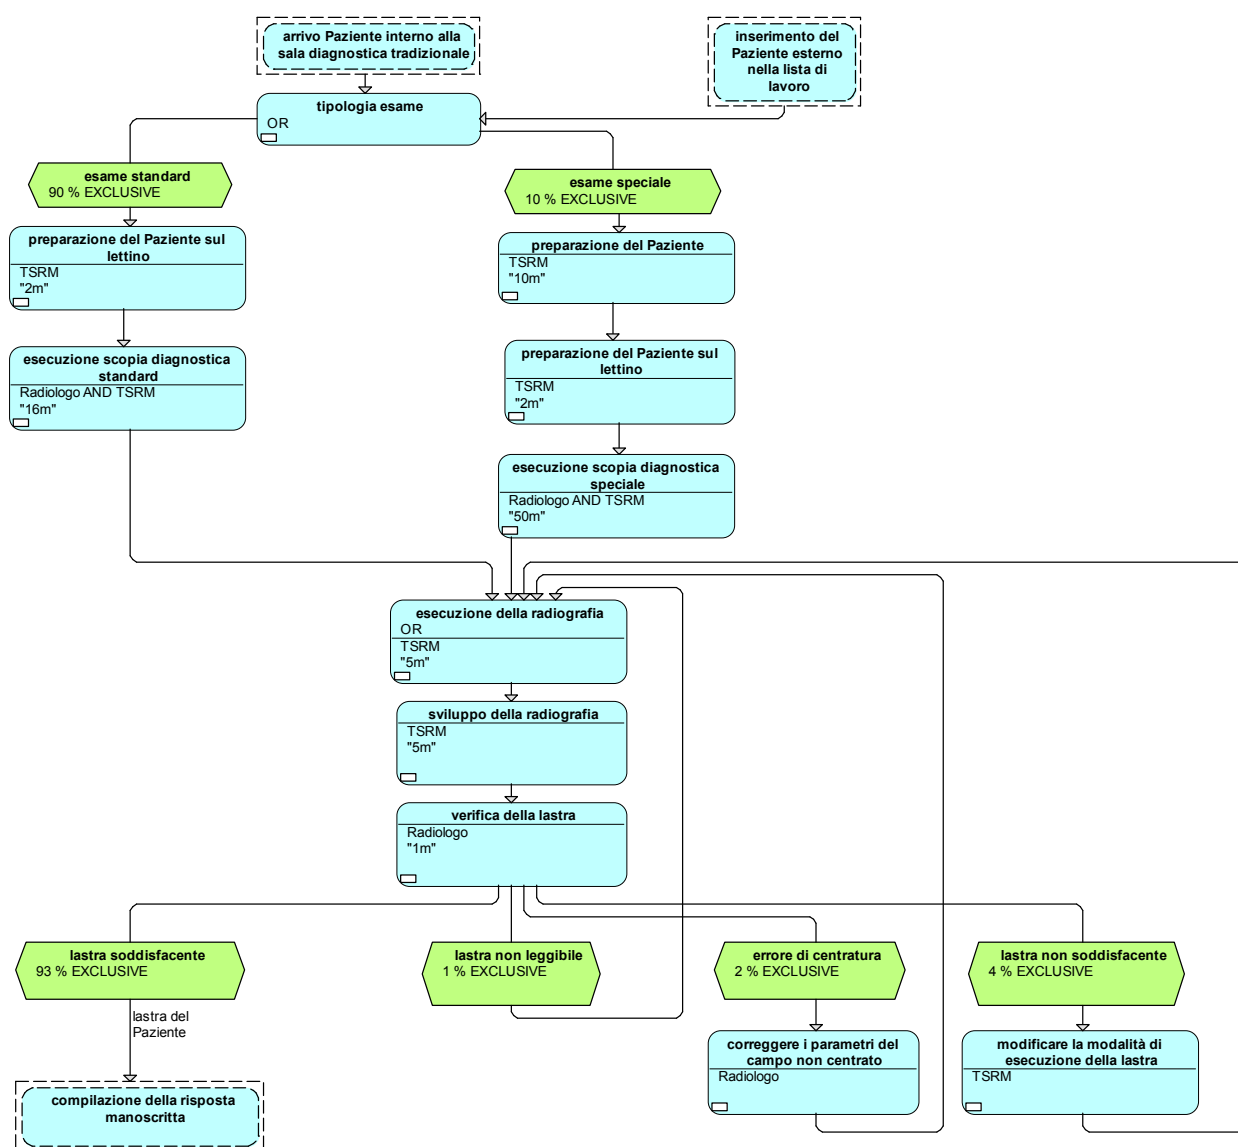 arrivo Paziente interno alla
sala diagnostica tradizionale
inserimento del
Paziente esterno
nella lista di
lavoro
tipologia esame
OR
esame standard
90 % EXCLUSIVE
esame speciale
10 % EXCLUSIVE
preparazione del Paziente sul
lettino
TSRM
"2m"
preparazione del Paziente
TSRM
"10m"
esecuzione scopia diagnostica
standard
Radiologo AND TSRM
"16m"
preparazione del Paziente sul
lettino
TSRM
"2m"
esecuzione scopia diagnostica
speciale
Radiologo AND TSRM
"50m"
esecuzione della radiografia
OR
TSRM
"5m"
sviluppo della radiografia
TSRM
"5m"
verifica della lastra
Radiologo
"1m"
lastra soddisfacente
93 % EXCLUSIVE
lastra non leggibile
1 % EXCLUSIVE
errore di centratura
2 % EXCLUSIVE
lastra non soddisfacente
4 % EXCLUSIVE
lastra del
Paziente
correggere i parametri del
campo non centrato
Radiologo
modificare la modalità di
esecuzione della lastra
TSRM
compilazione della risposta
manoscritta